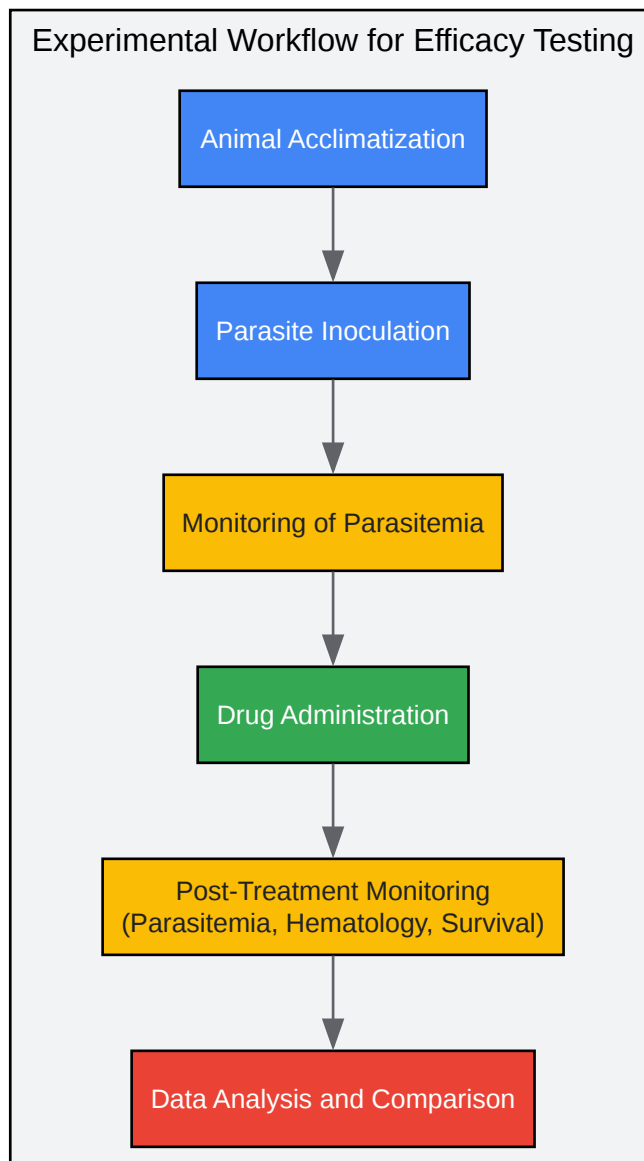 Experimental Workflow for Efficacy Testing
Animal Acclimatization
Parasite Inoculation
Monitoring of Parasitemia
Drug Administration
Post-Treatment Monitoring
(Parasitemia, Hematology, Survival)
Data Analysis and Comparison